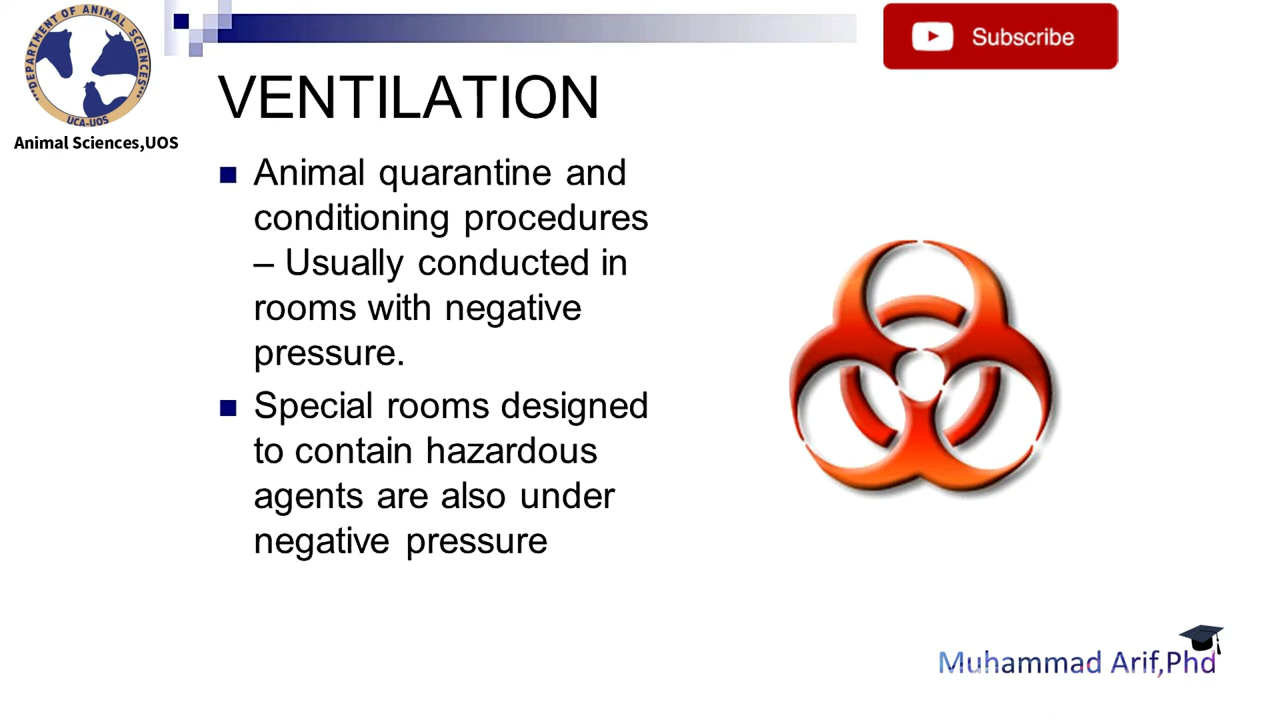 DEPARTMENT OF ANIMAL SCIENCES
UCA-UOS
Animal Sciences,UOS
Subscribe
VENTILATION
Animal quarantine and
conditioning procedures
– Usually conducted in
rooms with negative
pressure.
Special rooms designed
to contain hazardous
agents are also under
negative pressure
Muhammad Arif,Phd